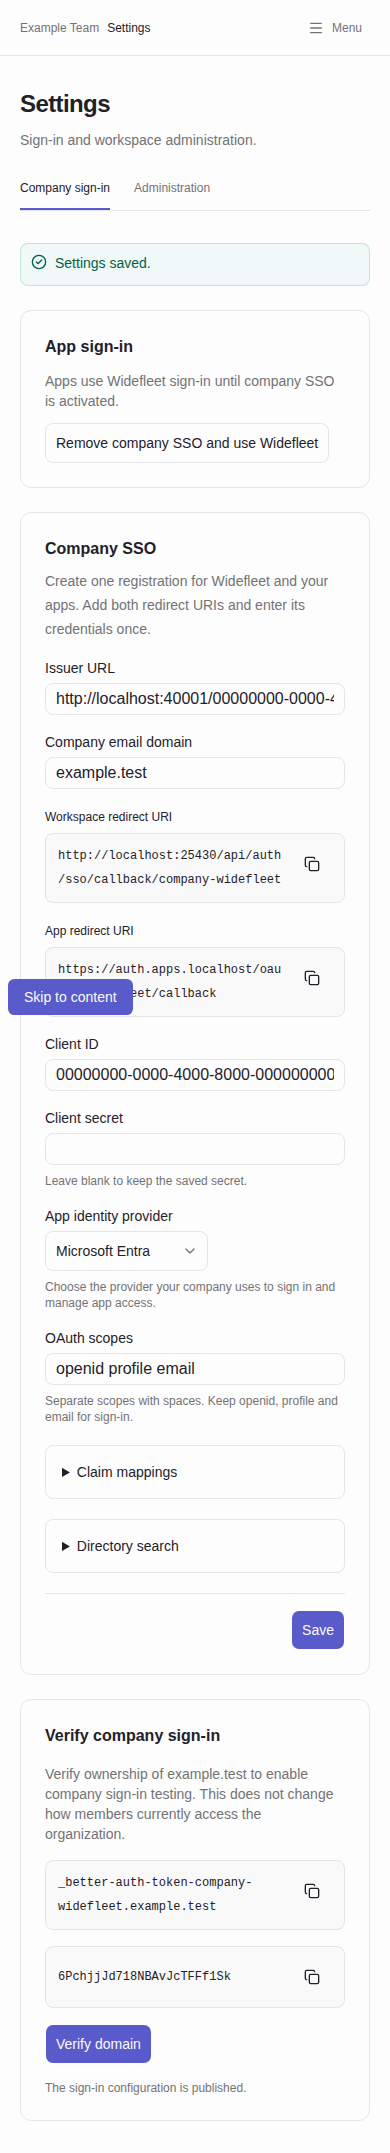 Example Team Settings Menu
Settings
Sign-in and workspace administration.
Company sign-in Administration
Settings saved.
App sign-in
Apps use Widefleet sign-in until company SSO
is activated.
Remove company SSO and use Widefleet
Company SSO
Create one registration for Widefleet and your
apps. Add both redirect URIs and enter its
credentials once.
Issuer URL
http://localhost:40001/00000000-0000-4
Company email domain
example.test
Workspace redirect URI
http://localhost:25430/api/auth
/sso/callback/company-widefleet
App redirect URI
https://auth.apps.localhost/oau
eet/callback
Skip to content
Client ID
00000000-0000-4000-8000-000000000
Client secret
Leave blank to keep the saved secret.
App identity provider
Microsoft Entra
Choose the provider your company uses to sign in and
manage app access.
OAuth scopes
openid profile email
Separate scopes with spaces. Keep openid, profile and
email for sign-in.
Claim mappings
Directory search
Save
Verify company sign-in
Verify ownership of example.test to enable
company sign-in testing. This does not change
how members currently access the
organization.
_better-auth-token-company-
widefleet.example.test
6PchjjJd718NBAvJcTFFf1Sk
Verify domain
The sign-in configuration is published.